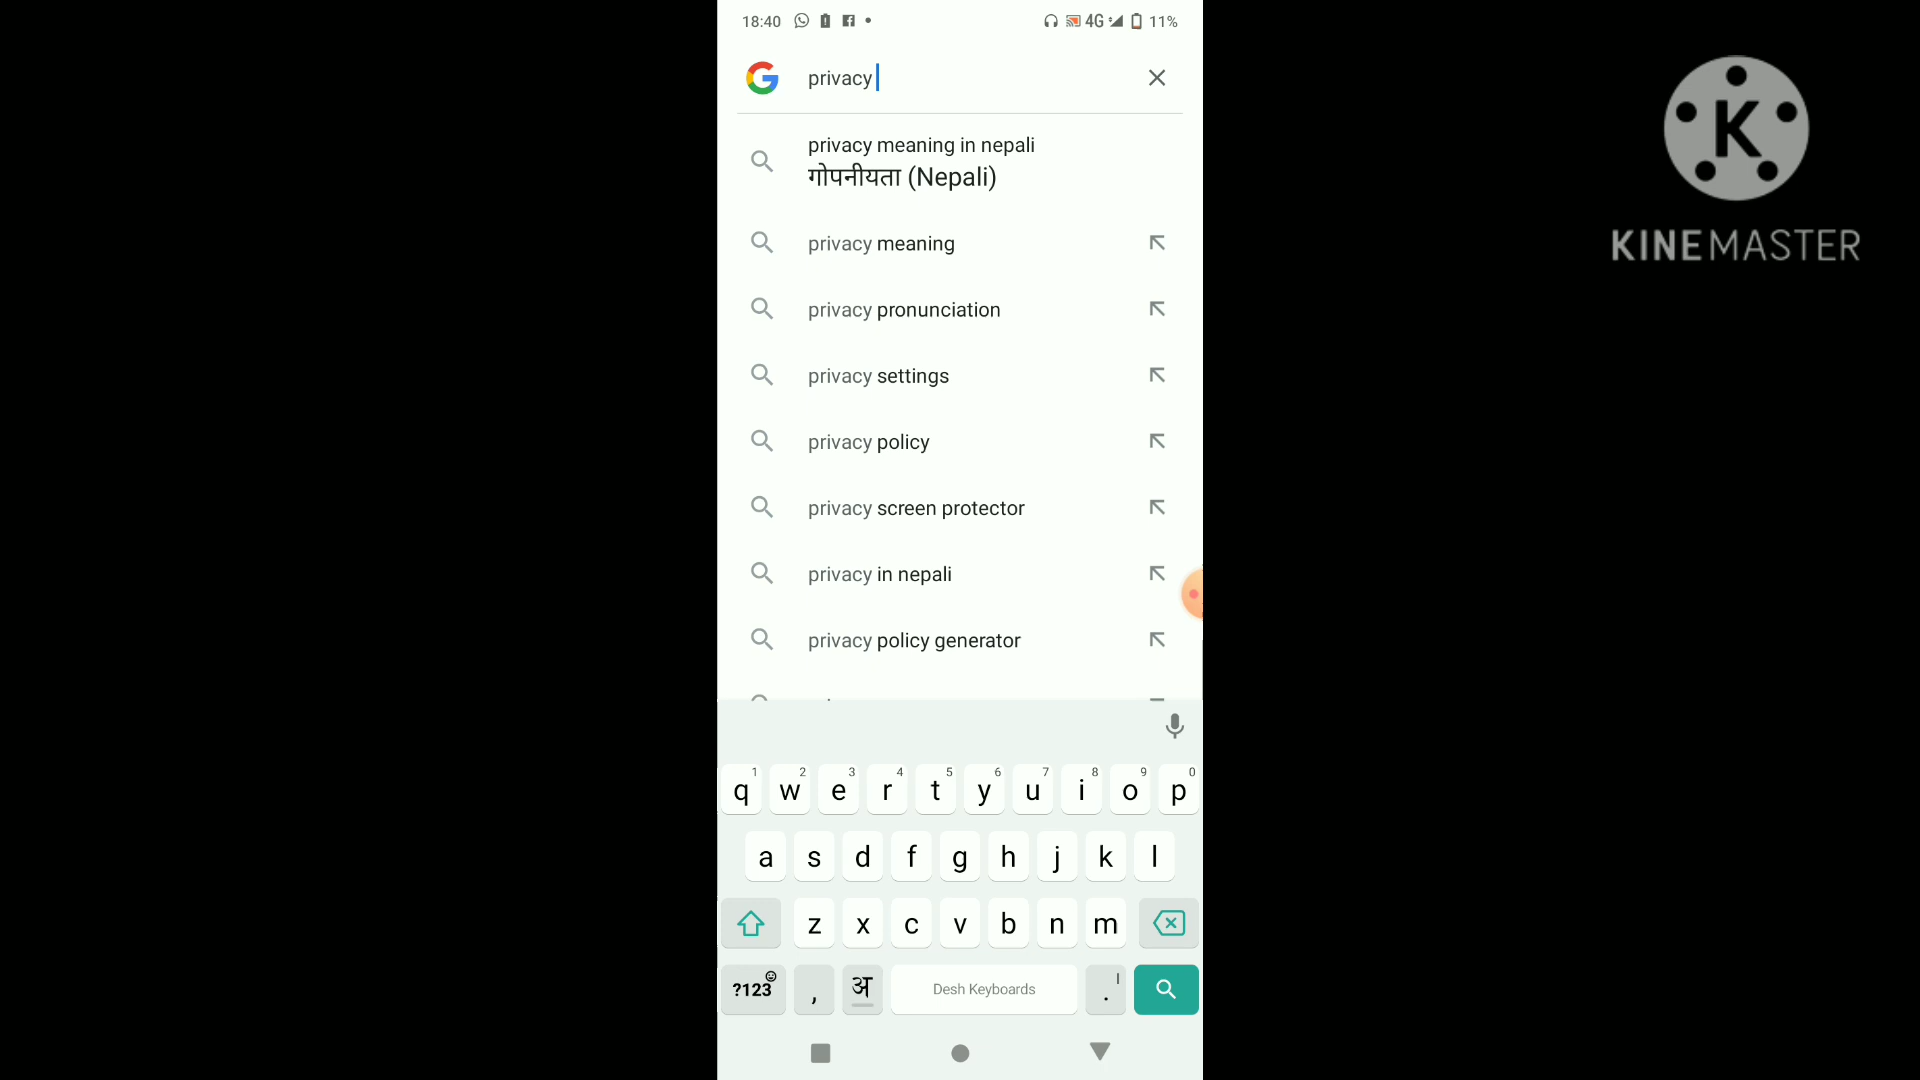 18:40 4G 11%
privacy
privacy meaning in nepali
गोपनीयता (Nepali)
privacy meaning
privacy pronunciation
privacy settings
privacy policy
privacy screen protector
privacy in nepali
privacy policy generator
1 2 3 4 5 6 7 8 9 0
q w e r t y u i o p
a s d f g h j k l
z x c v b n m
?123 , अ Desh Keyboards . |
K
KINEMASTER